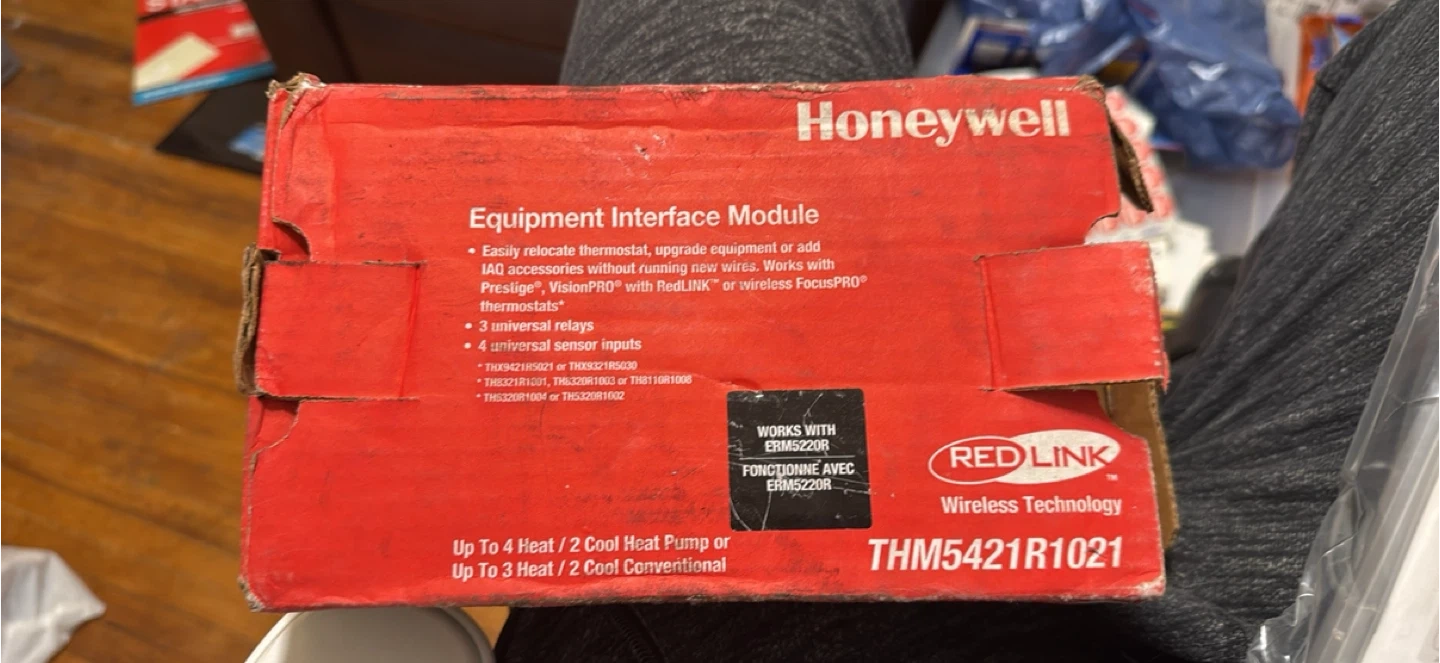 Honeywell
Equipment Interface Module
• Easily relocate thermostat, upgrade equipment or add
IAQ accessories without running new wires. Works with
Prestige®, VisionPRO® with RedLINK™ or wireless FocusPRO®
thermostats*
• 3 universal relays
• 4 universal sensor inputs
* THX9421R5021 or THX9321R5030
* TH8321R1001, TH6320R1003 or TH8110R1008
* TH6320R1004 or TH5320R1002
WORKS WITH
ERM5220R
FONCTIONNE AVEC
ERM5220R
RED LINK™
Wireless Technology
Up To 4 Heat / 2 Cool Heat Pump or
Up To 3 Heat / 2 Cool Conventional
THM5421R1021